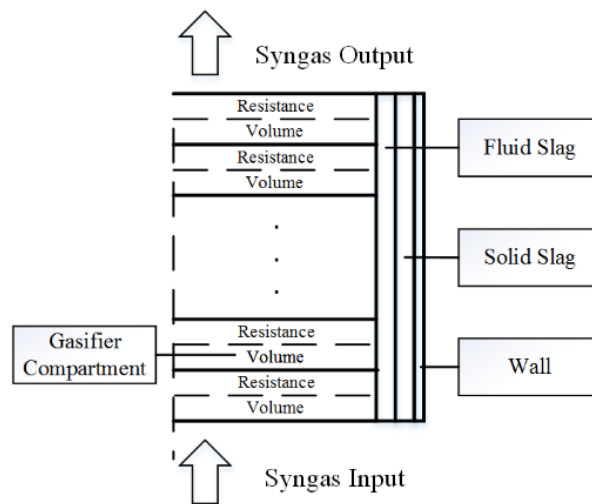 Syngas Output
Resistance
Volume
Resistance
Volume
Fluid Slag
.
.
.
Solid Slag
Resistance
Volume
Gasifier
Compartment
Resistance
Volume
Wall
Syngas Input